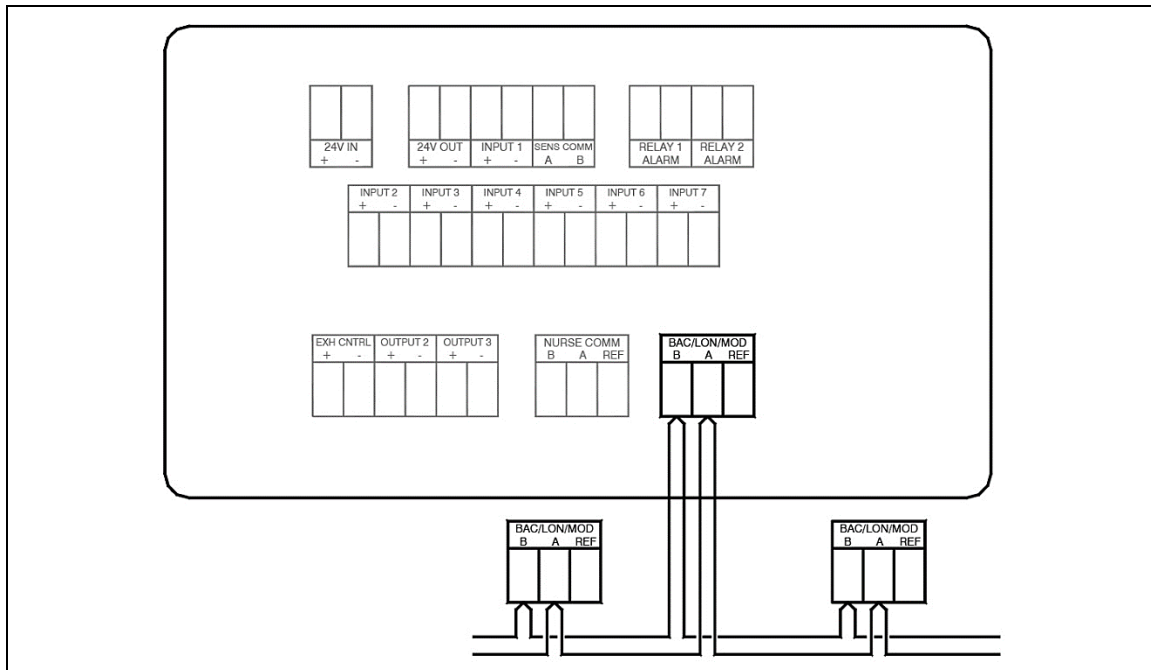 24V IN
+ -
24V OUT INPUT 1 SENS COMM
+ - + - A B
RELAY 1 RELAY 2
ALARM ALARM
INPUT 2 INPUT 3 INPUT 4 INPUT 5 INPUT 6 INPUT 7
+ - + - + - + - + - + -
EXH CNTRL OUTPUT 2 OUTPUT 3
+ - + - + -
NURSE COMM
B A REF
BAC/LON/MOD
B A REF
BAC/LON/MOD
B A REF
BAC/LON/MOD
B A REF